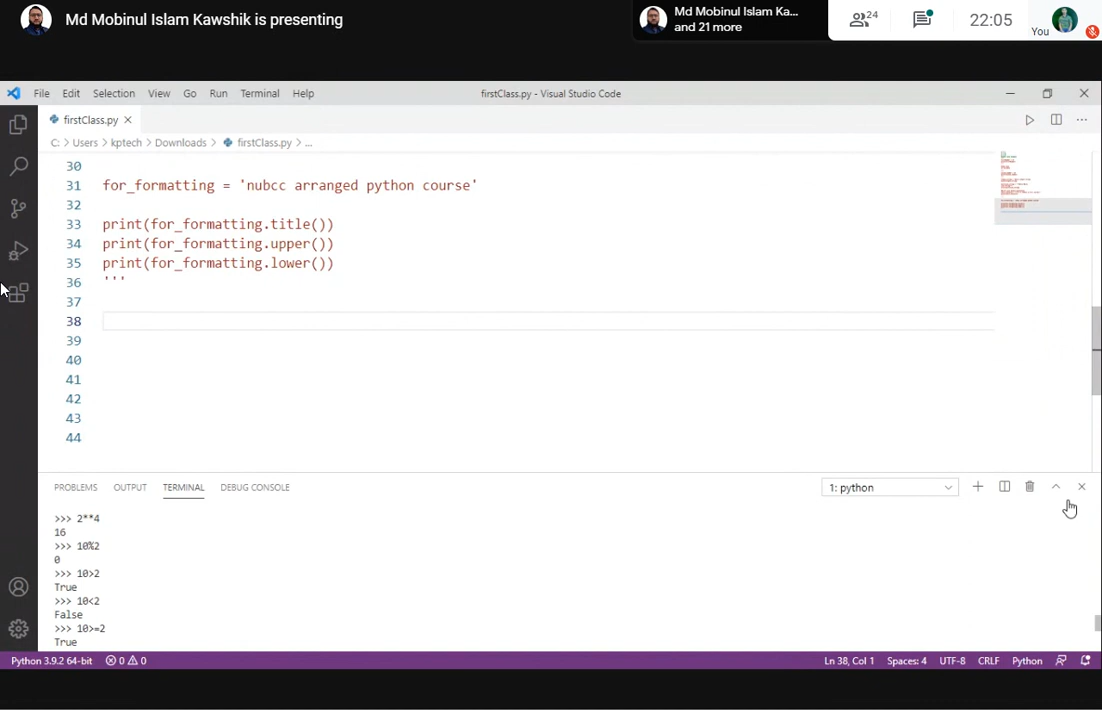 Md Mobinul Islam Kawshik is presenting
Md Mobinul Islam Ka...
and 21 more
24
22:05
You
File Edit Selection View Go Run Terminal Help
firstClass.py - Visual Studio Code
firstClass.py
C: > Users > kptech > Downloads > firstClass.py > ...
30
31 for_formatting = 'nubcc arranged python course'
32
33 print(for_formatting.title())
34 print(for_formatting.upper())
35 print(for_formatting.lower())
36 '''
37
38
39
40
41
42
43
44
PROBLEMS OUTPUT TERMINAL DEBUG CONSOLE
1: python
>>> 2**4
16
>>> 10%2
0
>>> 10>2
True
>>> 10<2
False
>>> 10>=2
True
Python 3.9.2 64-bit 0 0
Ln 38, Col 1 Spaces: 4 UTF-8 CRLF Python